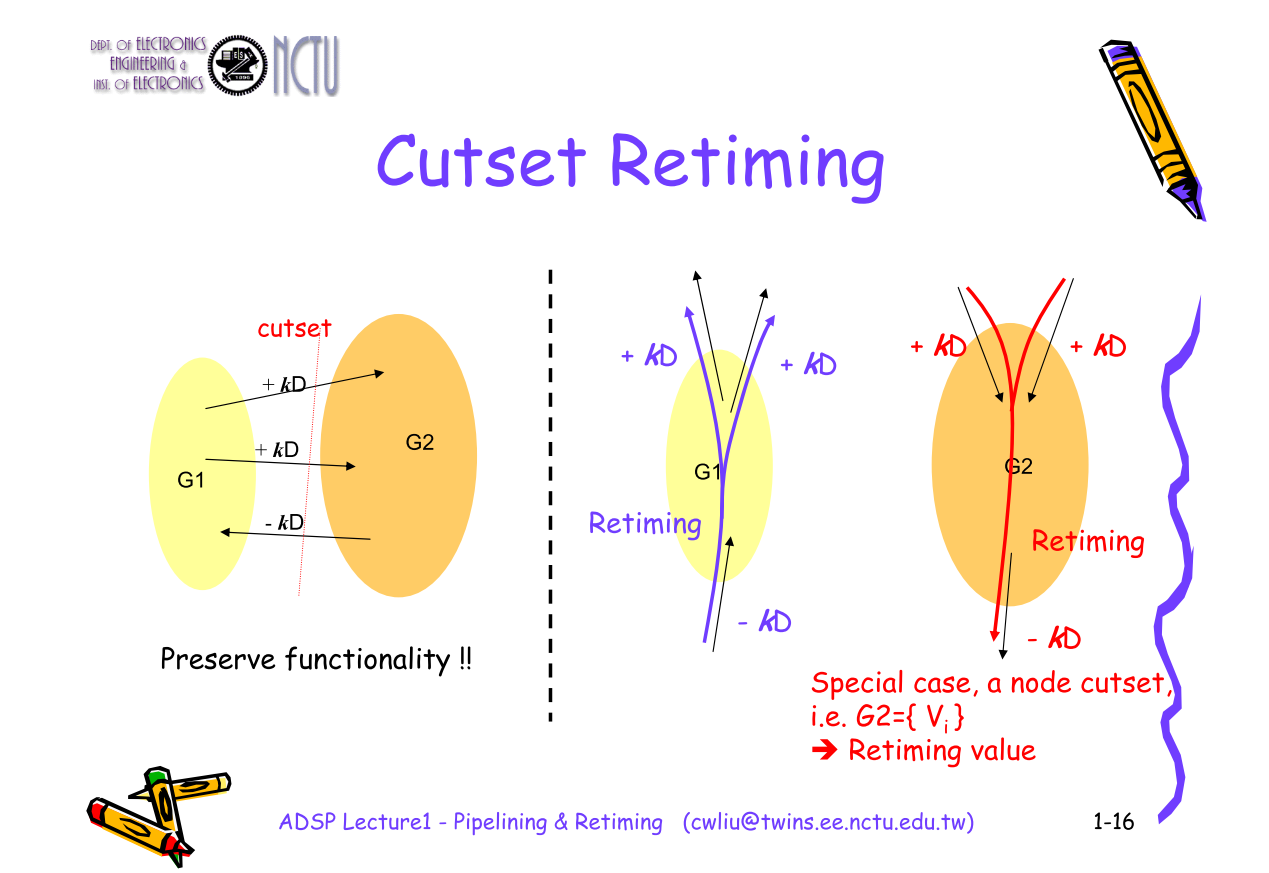 DEPT. OF ELECTRONICS
ENGINEERING &
INST. OF ELECTRONICS
NCTU
Cutset Retiming
cutset
+ kD
+ kD
- kD
G1
G2
Preserve functionality !!
+ kD
+ kD
G1
Retiming
- kD
+ kD
+ kD
G2
Retiming
- kD
Special case, a node cutset,
i.e. G2={ Vi }
➔ Retiming value
ADSP Lecture1 - Pipelining & Retiming (cwliu@twins.ee.nctu.edu.tw)
1-16